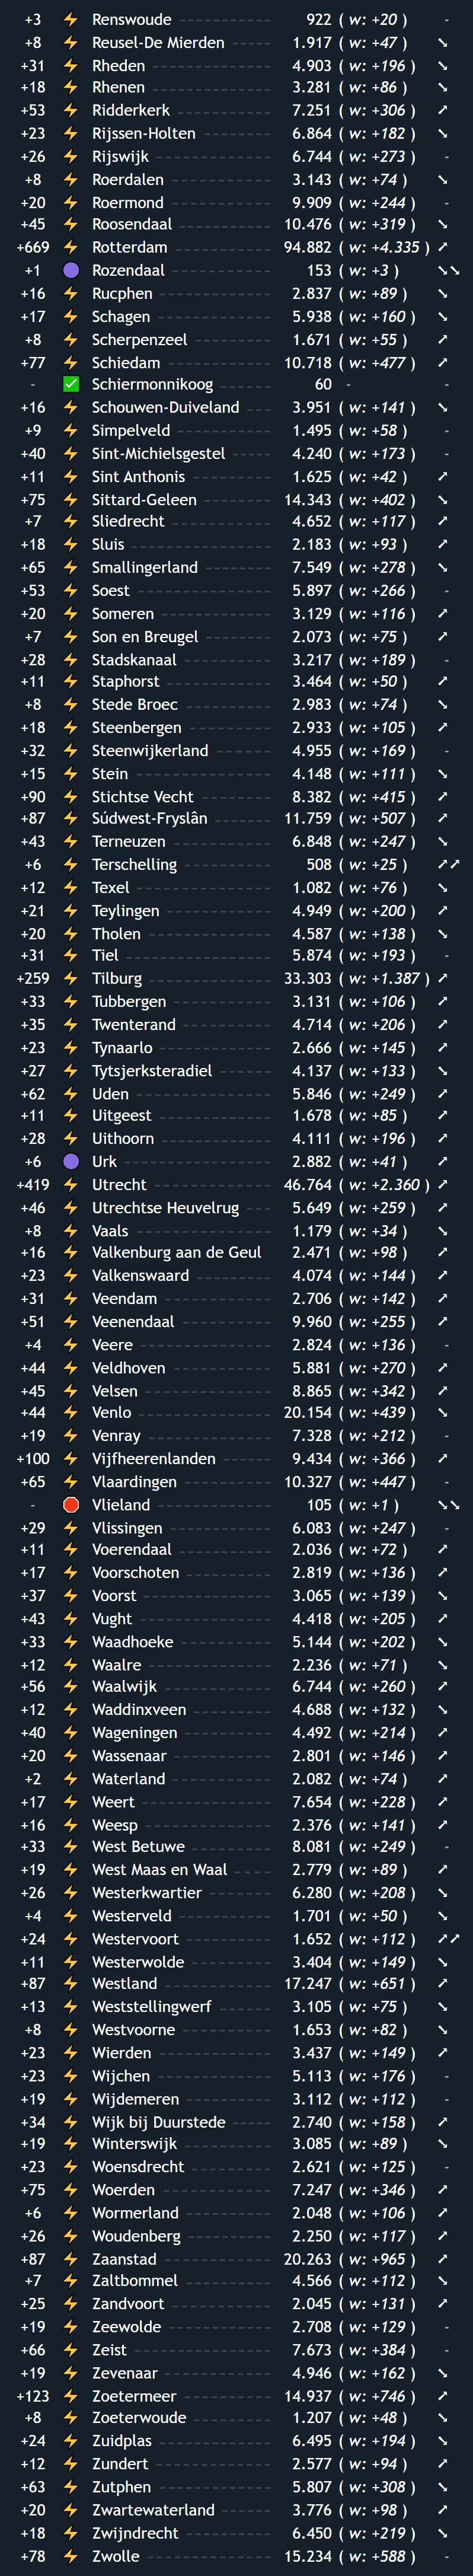 +3 ⚡ Renswoude 922 ( w: +20 ) -
+8 ⚡ Reusel-De Mierden 1.917 ( w: +47 ) ↘
+31 ⚡ Rheden 4.903 ( w: +196 ) ↘
+18 ⚡ Rhenen 3.281 ( w: +86 ) ↘
+53 ⚡ Ridderkerk 7.251 ( w: +306 ) ↗
+23 ⚡ Rijssen-Holten 6.864 ( w: +182 ) ↘
+26 ⚡ Rijswijk 6.744 ( w: +273 ) -
+8 ⚡ Roerdalen 3.143 ( w: +74 ) ↘
+20 ⚡ Roermond 9.909 ( w: +244 ) -
+45 ⚡ Roosendaal 10.476 ( w: +319 ) ↘
+669 ⚡ Rotterdam 94.882 ( w: +4.335 ) ↗
+1 🟣 Rozendaal 153 ( w: +3 ) ↘↘
+16 ⚡ Rucphen 2.837 ( w: +89 ) ↘
+17 ⚡ Schagen 5.938 ( w: +160 ) ↘
+8 ⚡ Scherpenzeel 1.671 ( w: +55 ) ↗
+77 ⚡ Schiedam 10.718 ( w: +477 ) ↗
- ✅ Schiermonnikoog 60 - -
+16 ⚡ Schouwen-Duiveland 3.951 ( w: +141 ) ↘
+9 ⚡ Simpelveld 1.495 ( w: +58 ) -
+40 ⚡ Sint-Michielsgestel 4.240 ( w: +173 ) -
+11 ⚡ Sint Anthonis 1.625 ( w: +42 ) ↗
+75 ⚡ Sittard-Geleen 14.343 ( w: +402 ) ↘
+7 ⚡ Sliedrecht 4.652 ( w: +117 ) ↗
+18 ⚡ Sluis 2.183 ( w: +93 ) ↗
+65 ⚡ Smallingerland 7.549 ( w: +278 ) ↘
+53 ⚡ Soest 5.897 ( w: +266 ) -
+20 ⚡ Someren 3.129 ( w: +116 ) ↗
+7 ⚡ Son en Breugel 2.073 ( w: +75 ) ↗
+28 ⚡ Stadskanaal 3.217 ( w: +189 ) -
+11 ⚡ Staphorst 3.464 ( w: +50 ) ↗
+8 ⚡ Stede Broec 2.983 ( w: +74 ) ↘
+18 ⚡ Steenbergen 2.933 ( w: +105 ) ↗
+32 ⚡ Steenwijkerland 4.955 ( w: +169 ) -
+15 ⚡ Stein 4.148 ( w: +111 ) ↘
+90 ⚡ Stichtse Vecht 8.382 ( w: +415 ) ↗
+87 ⚡ Súdwest-Fryslân 11.759 ( w: +507 ) ↗
+43 ⚡ Terneuzen 6.848 ( w: +247 ) ↘
+6 ⚡ Terschelling 508 ( w: +25 ) ↗↗
+12 ⚡ Texel 1.082 ( w: +76 ) ↘
+21 ⚡ Teylingen 4.949 ( w: +200 ) ↗
+20 ⚡ Tholen 4.587 ( w: +138 ) ↘
+31 ⚡ Tiel 5.874 ( w: +193 ) -
+259 ⚡ Tilburg 33.303 ( w: +1.387 ) ↗
+33 ⚡ Tubbergen 3.131 ( w: +106 ) ↗
+35 ⚡ Twenterand 4.714 ( w: +206 ) ↗
+23 ⚡ Tynaarlo 2.666 ( w: +145 ) ↗
+27 ⚡ Tytsjerksteradiel 4.137 ( w: +133 ) ↘
+62 ⚡ Uden 5.846 ( w: +249 ) ↗
+11 ⚡ Uitgeest 1.678 ( w: +85 ) ↗
+28 ⚡ Uithoorn 4.111 ( w: +196 ) ↗
+6 🟣 Urk 2.882 ( w: +41 ) ↗
+419 ⚡ Utrecht 46.764 ( w: +2.360 ) ↗
+46 ⚡ Utrechtse Heuvelrug 5.649 ( w: +259 ) ↗
+8 ⚡ Vaals 1.179 ( w: +34 ) ↘
+16 ⚡ Valkenburg aan de Geul 2.471 ( w: +98 ) ↗
+23 ⚡ Valkenswaard 4.074 ( w: +144 ) ↗
+31 ⚡ Veendam 2.706 ( w: +142 ) ↗
+51 ⚡ Veenendaal 9.960 ( w: +255 ) ↗
+4 ⚡ Veere 2.824 ( w: +136 ) -
+44 ⚡ Veldhoven 5.881 ( w: +270 ) ↗
+45 ⚡ Velsen 8.865 ( w: +342 ) ↗
+44 ⚡ Venlo 20.154 ( w: +439 ) ↘
+19 ⚡ Venray 7.328 ( w: +212 ) -
+100 ⚡ Vijfheerenlanden 9.434 ( w: +366 ) ↗
+65 ⚡ Vlaardingen 10.327 ( w: +447 ) -
- 🛑 Vlieland 105 ( w: +1 ) ↘↘
+29 ⚡ Vlissingen 6.083 ( w: +247 ) -
+11 ⚡ Voerendaal 2.036 ( w: +72 ) ↗
+17 ⚡ Voorschoten 2.819 ( w: +136 ) ↗
+37 ⚡ Voorst 3.065 ( w: +139 ) ↘
+43 ⚡ Vught 4.418 ( w: +205 ) ↗
+33 ⚡ Waadhoeke 5.144 ( w: +202 ) ↘
+12 ⚡ Waalre 2.236 ( w: +71 ) ↘
+56 ⚡ Waalwijk 6.744 ( w: +260 ) ↗
+12 ⚡ Waddinxveen 4.688 ( w: +132 ) ↘
+40 ⚡ Wageningen 4.492 ( w: +214 ) ↗
+20 ⚡ Wassenaar 2.801 ( w: +146 ) ↗
+2 ⚡ Waterland 2.082 ( w: +74 ) ↗
+17 ⚡ Weert 7.654 ( w: +228 ) ↗
+16 ⚡ Weesp 2.376 ( w: +141 ) ↗
+33 ⚡ West Betuwe 8.081 ( w: +249 ) -
+19 ⚡ West Maas en Waal 2.779 ( w: +89 ) ↗
+26 ⚡ Westerkwartier 6.280 ( w: +208 ) ↘
+4 ⚡ Westerveld 1.701 ( w: +50 ) ↘
+24 ⚡ Westervoort 1.652 ( w: +112 ) ↗↗
+11 ⚡ Westerwolde 3.404 ( w: +149 ) ↘
+87 ⚡ Westland 17.247 ( w: +651 ) ↗
+13 ⚡ Weststellingwerf 3.105 ( w: +75 ) ↘
+8 ⚡ Westvoorne 1.653 ( w: +82 ) ↘
+23 ⚡ Wierden 3.437 ( w: +149 ) ↗
+23 ⚡ Wijchen 5.113 ( w: +176 ) -
+19 ⚡ Wijdemeren 3.112 ( w: +112 ) -
+34 ⚡ Wijk bij Duurstede 2.740 ( w: +158 ) ↗
+19 ⚡ Winterswijk 3.085 ( w: +89 ) ↘
+23 ⚡ Woensdrecht 2.621 ( w: +125 ) -
+75 ⚡ Woerden 7.247 ( w: +346 ) ↗
+6 ⚡ Wormerland 2.048 ( w: +106 ) ↗
+26 ⚡ Woudenberg 2.250 ( w: +117 ) ↗
+87 ⚡ Zaanstad 20.263 ( w: +965 ) ↗
+7 ⚡ Zaltbommel 4.566 ( w: +112 ) ↘
+25 ⚡ Zandvoort 2.045 ( w: +131 ) ↗
+19 ⚡ Zeewolde 2.708 ( w: +129 ) -
+66 ⚡ Zeist 7.673 ( w: +384 ) -
+19 ⚡ Zevenaar 4.946 ( w: +162 ) ↘
+123 ⚡ Zoetermeer 14.937 ( w: +746 ) ↗
+8 ⚡ Zoeterwoude 1.207 ( w: +48 ) ↘
+24 ⚡ Zuidplas 6.495 ( w: +194 ) ↘
+12 ⚡ Zundert 2.577 ( w: +94 ) ↗
+63 ⚡ Zutphen 5.807 ( w: +308 ) ↘
+20 ⚡ Zwartewaterland 3.776 ( w: +98 ) ↗
+18 ⚡ Zwijndrecht 6.450 ( w: +219 ) ↘
+78 ⚡ Zwolle 15.234 ( w: +588 ) -